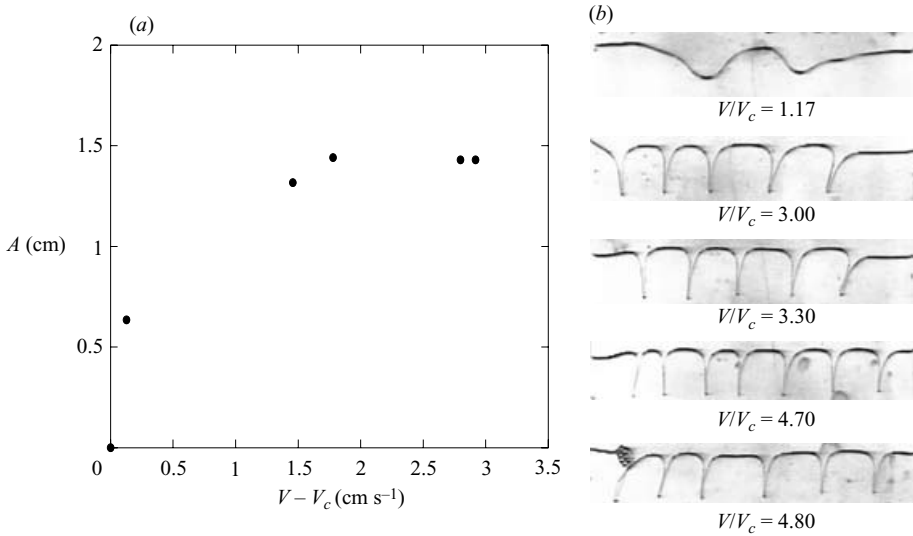 (a)
2
1.5
1
0.5
0
0.5
1
1.5
2
2.5
3
3.5
A (cm)
V – V_c (cm s⁻¹)
(b)
V/V_c = 1.17
V/V_c = 3.00
V/V_c = 3.30
V/V_c = 4.70
V/V_c = 4.80